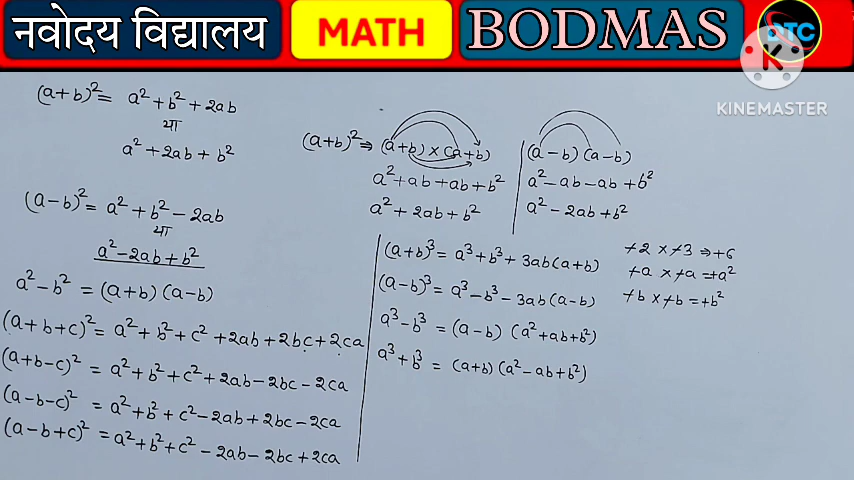 नवोदय विद्यालय MATH BODMAS DTC
KINEMASTER
(a+b)² = a² + b² + 2ab
या
a² + 2ab + b²
(a-b)² = a² + b² - 2ab
या
a² - 2ab + b²
a² - b² = (a+b) (a-b)
(a+b+c)² = a² + b² + c² + 2ab + 2bc + 2ca
(a+b-c)² = a² + b² + c² + 2ab - 2bc - 2ca
(a-b-c)² = a² + b² + c² - 2ab + 2bc - 2ca
(a-b+c)² = a² + b² + c² - 2ab - 2bc + 2ca
(a+b)² ⇒ (a+b) × (a+b)
a² + ab + ab + b²
a² + 2ab + b²
(a-b) (a-b)
a² - ab - ab + b²
a² - 2ab + b²
(a+b)³ = a³ + b³ + 3ab (a+b)
(a-b)³ = a³ - b³ - 3ab (a-b)
a³ - b³ = (a-b) (a² + ab + b²)
a³ + b³ = (a+b) (a² - ab + b²)
-2 × -3 ⇒ +6
-a × -a = +a²
-b × -b = +b²